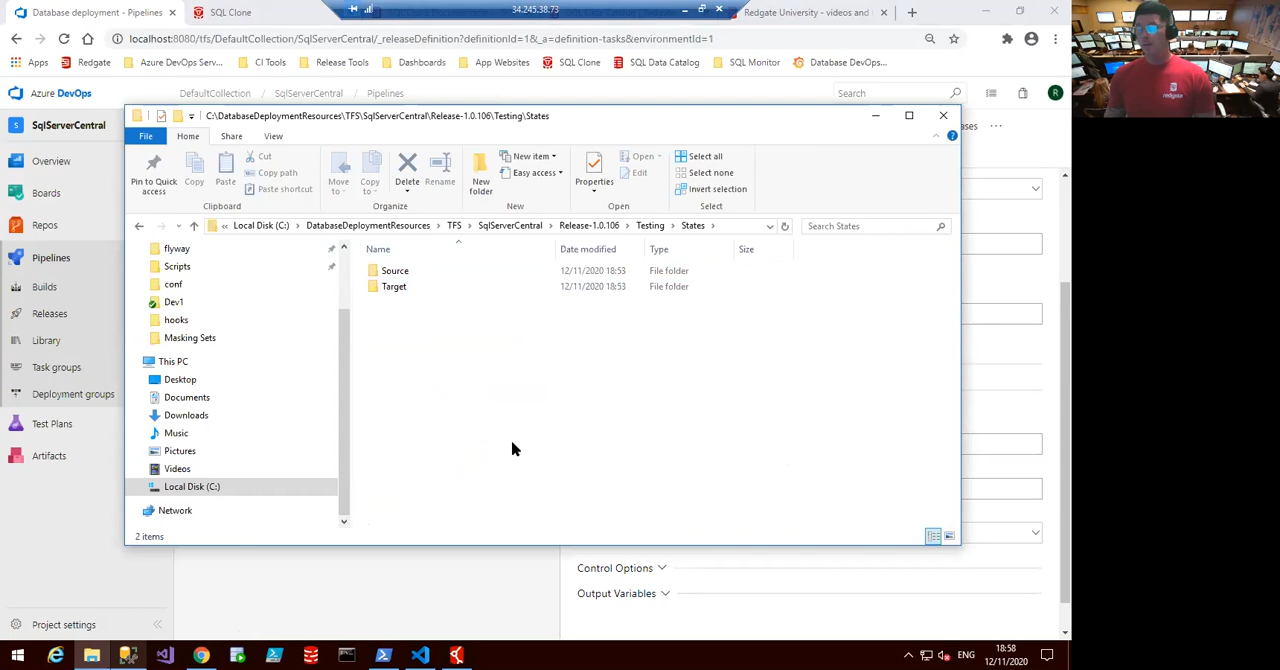 Database deployment - Pipelines
SQL Clone
34.245.38.73
Redgate University - videos and
localhost:8080/tfs/DefaultCollection/SqlServerCentral/_releaseDefinition?definitionId=1&_a=definition-tasks&environmentId=1
Apps
Redgate
Azure DevOps Serv...
CI Tools
Release Tools
Dashboards
App Websites
SQL Clone
SQL Data Catalog
SQL Monitor
Database DevOps...
Azure DevOps
DefaultCollection
SqlServerCentral
Pipelines
Search
R
S
SqlServerCentral
Overview
Boards
Repos
Pipelines
Builds
Releases
Library
Task groups
Deployment groups
Test Plans
Artifacts
Project settings
C:\DatabaseDeploymentResources\TFS\SqlServerCentral\Release-1.0.106\Testing\States
File
Home
Share
View
Pin to Quick
access
Copy
Paste
Cut
Copy path
Paste shortcut
Clipboard
Move
to
Copy
to
Delete
Rename
Organize
New
folder
New item
Easy access
New
Properties
Open
Edit
Open
Select all
Select none
Invert selection
Select
Local Disk (C:)
DatabaseDeploymentResources
TFS
SqlServerCentral
Release-1.0.106
Testing
States
Search States
flyway
Scripts
conf
Dev1
hooks
Masking Sets
This PC
Desktop
Documents
Downloads
Music
Pictures
Videos
Local Disk (C:)
Network
Name
Date modified
Type
Size
Source
12/11/2020 18:53
File folder
Target
12/11/2020 18:53
File folder
2 items
Control Options
Output Variables
redgate
ENG
18:58
12/11/2020